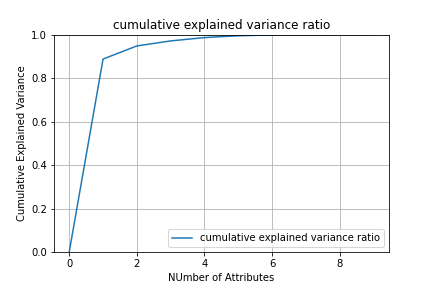 cumulative explained variance ratio
1.0
0.8
0.6
0.4
0.2
0.0
Cumulative Explained Variance
cumulative explained variance ratio
0 2 4 6 8
NUmber of Attributes